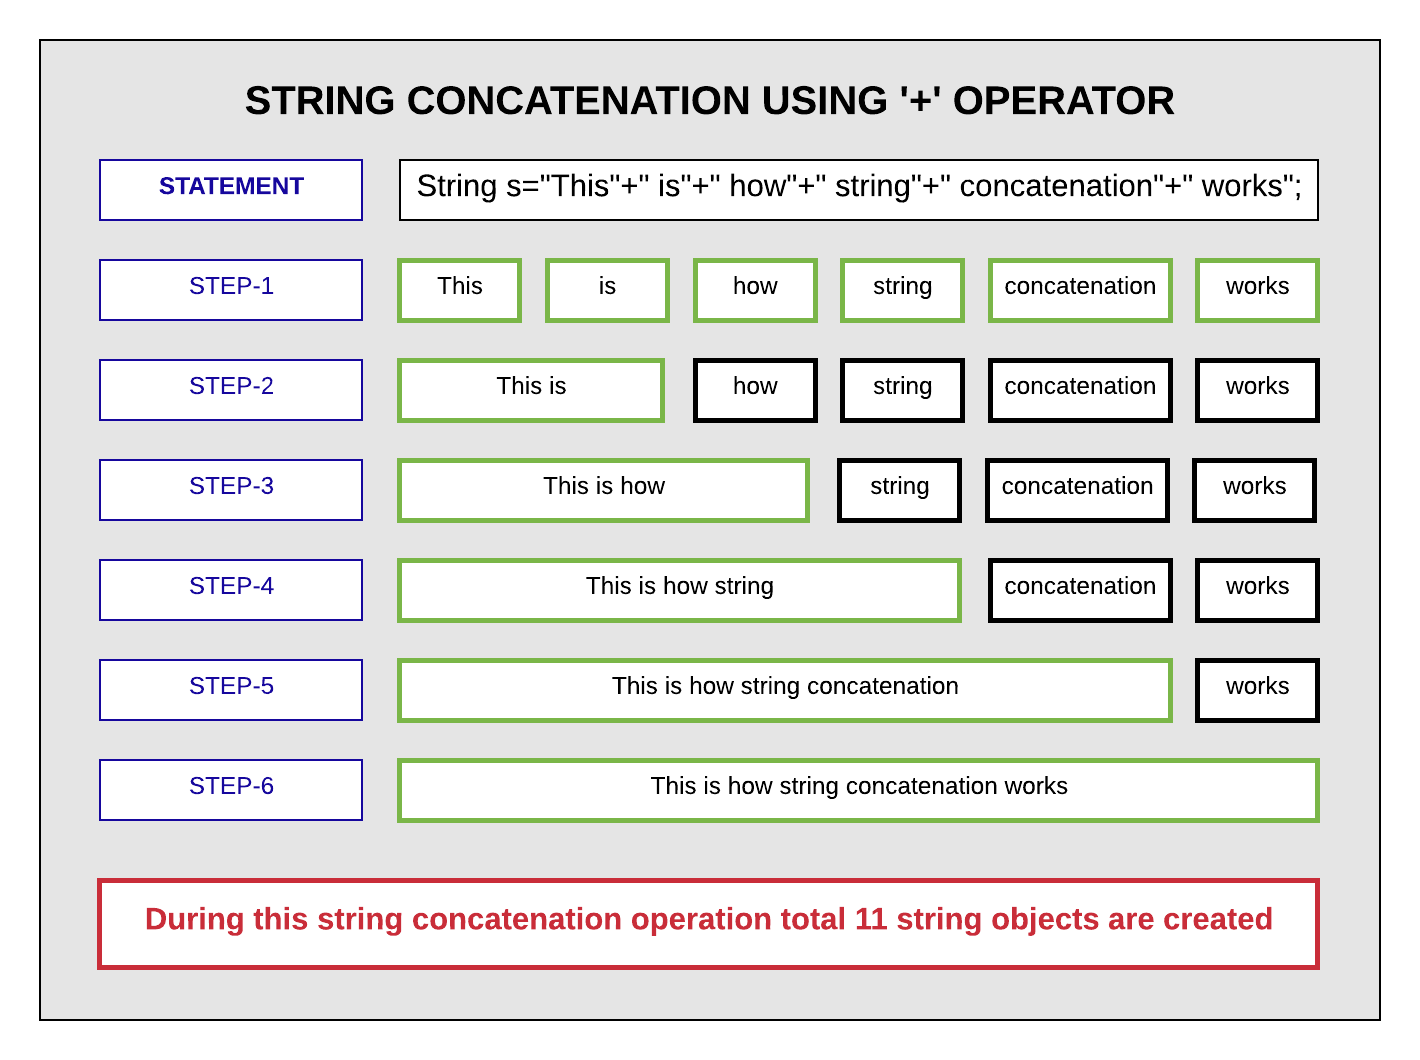 STRING CONCATENATION USING '+' OPERATOR
STATEMENT
String s="This"+" is"+" how"+" string"+" concatenation"+" works";
STEP-1
This
is
how
string
concatenation
works
STEP-2
This is
how
string
concatenation
works
STEP-3
This is how
string
concatenation
works
STEP-4
This is how string
concatenation
works
STEP-5
This is how string concatenation
works
STEP-6
This is how string concatenation works
During this string concatenation operation total 11 string objects are created